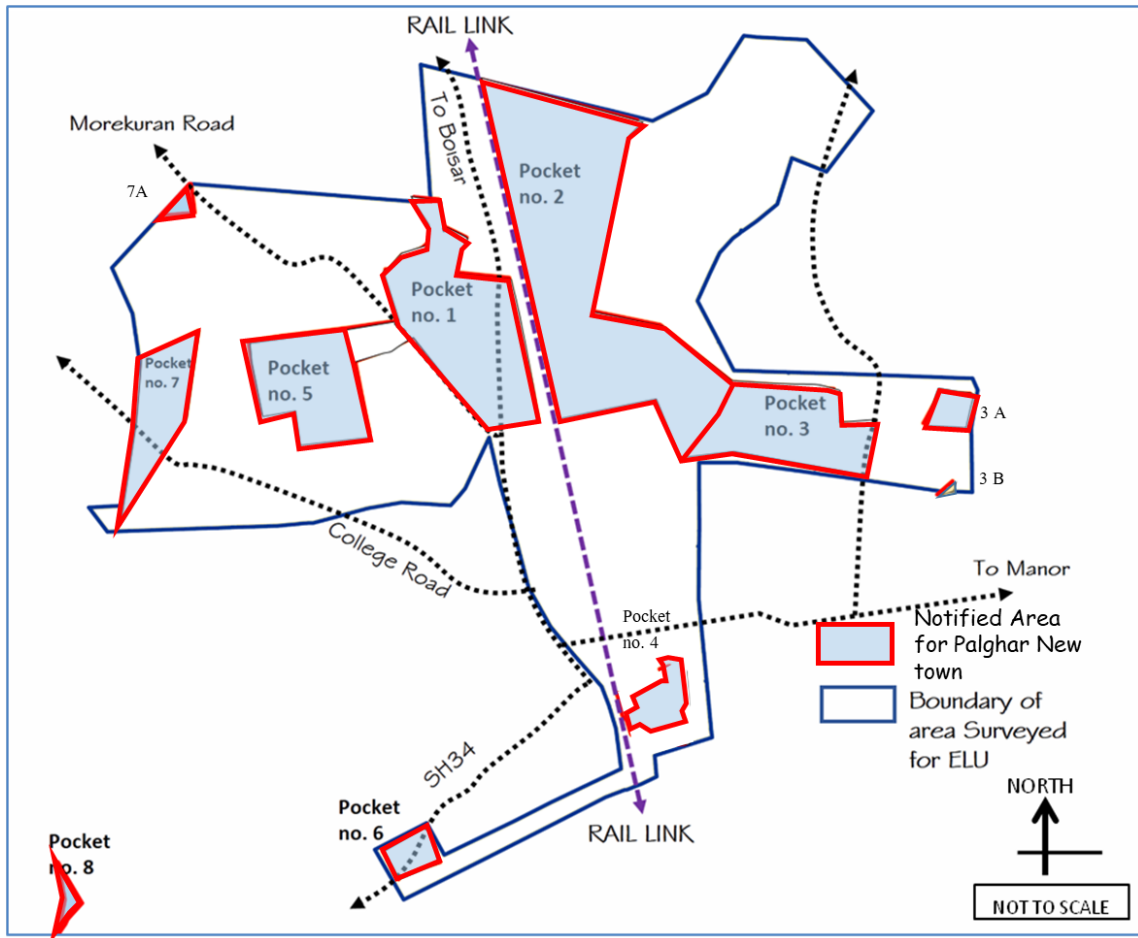 RAIL LINK
To Boisar
Morekuran Road
7A
Pocket
no. 2
Pocket
no. 1
Pocket
no. 7
Pocket
no. 5
Pocket
no. 3
3 A
3 B
College Road
To Manor
Pocket
no. 4
Notified Area
for Palghar New
town
Boundary of
area Surveyed
for ELU
SH34
NORTH
Pocket
no. 6
RAIL LINK
Pocket
no. 8
NOT TO SCALE